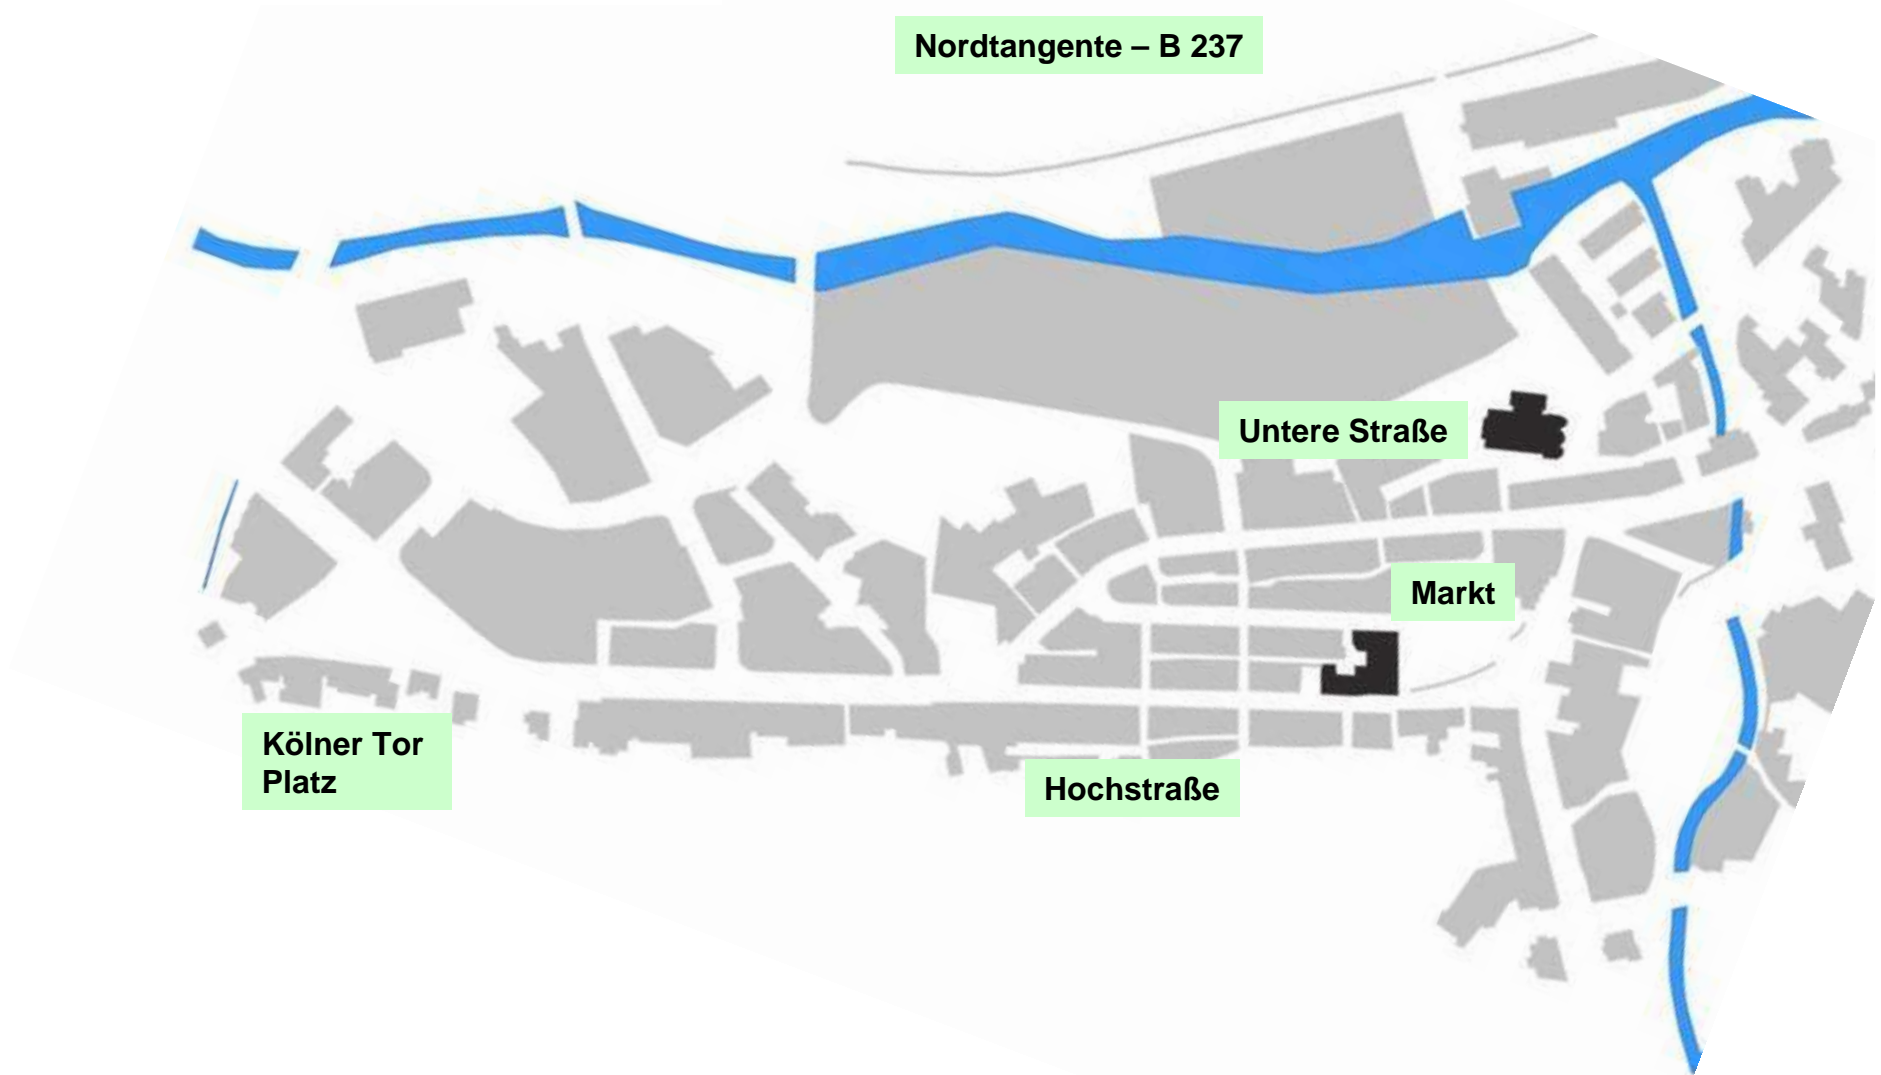 Nordtangente – B 237
Untere Straße
Markt
Kölner Tor
Platz
Hochstraße